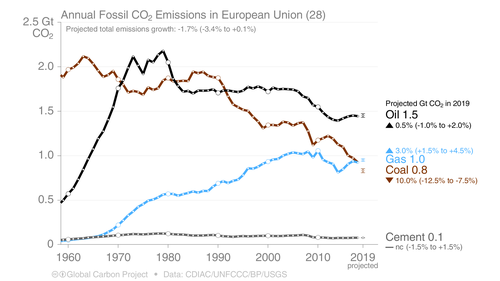 Annual Fossil CO2 Emissions in European Union (28)
2.5 Gt
CO2
Projected total emissions growth: -1.7% (-3.4% to +0.1%)
2.0
1.5
1.0
0.5
0
1960
1970
1980
1990
2000
2010
2019
projected
Projected Gt CO2 in 2019
Oil 1.5
▲ 0.5% (-1.0% to +2.0%)
▲ 3.0% (+1.5% to +4.5%)
Gas 1.0
Coal 0.8
▼ 10.0% (-12.5% to -7.5%)
Cement 0.1
nc (-1.5% to +1.5%)
Global Carbon Project • Data: CDIAC/UNFCCC/BP/USGS